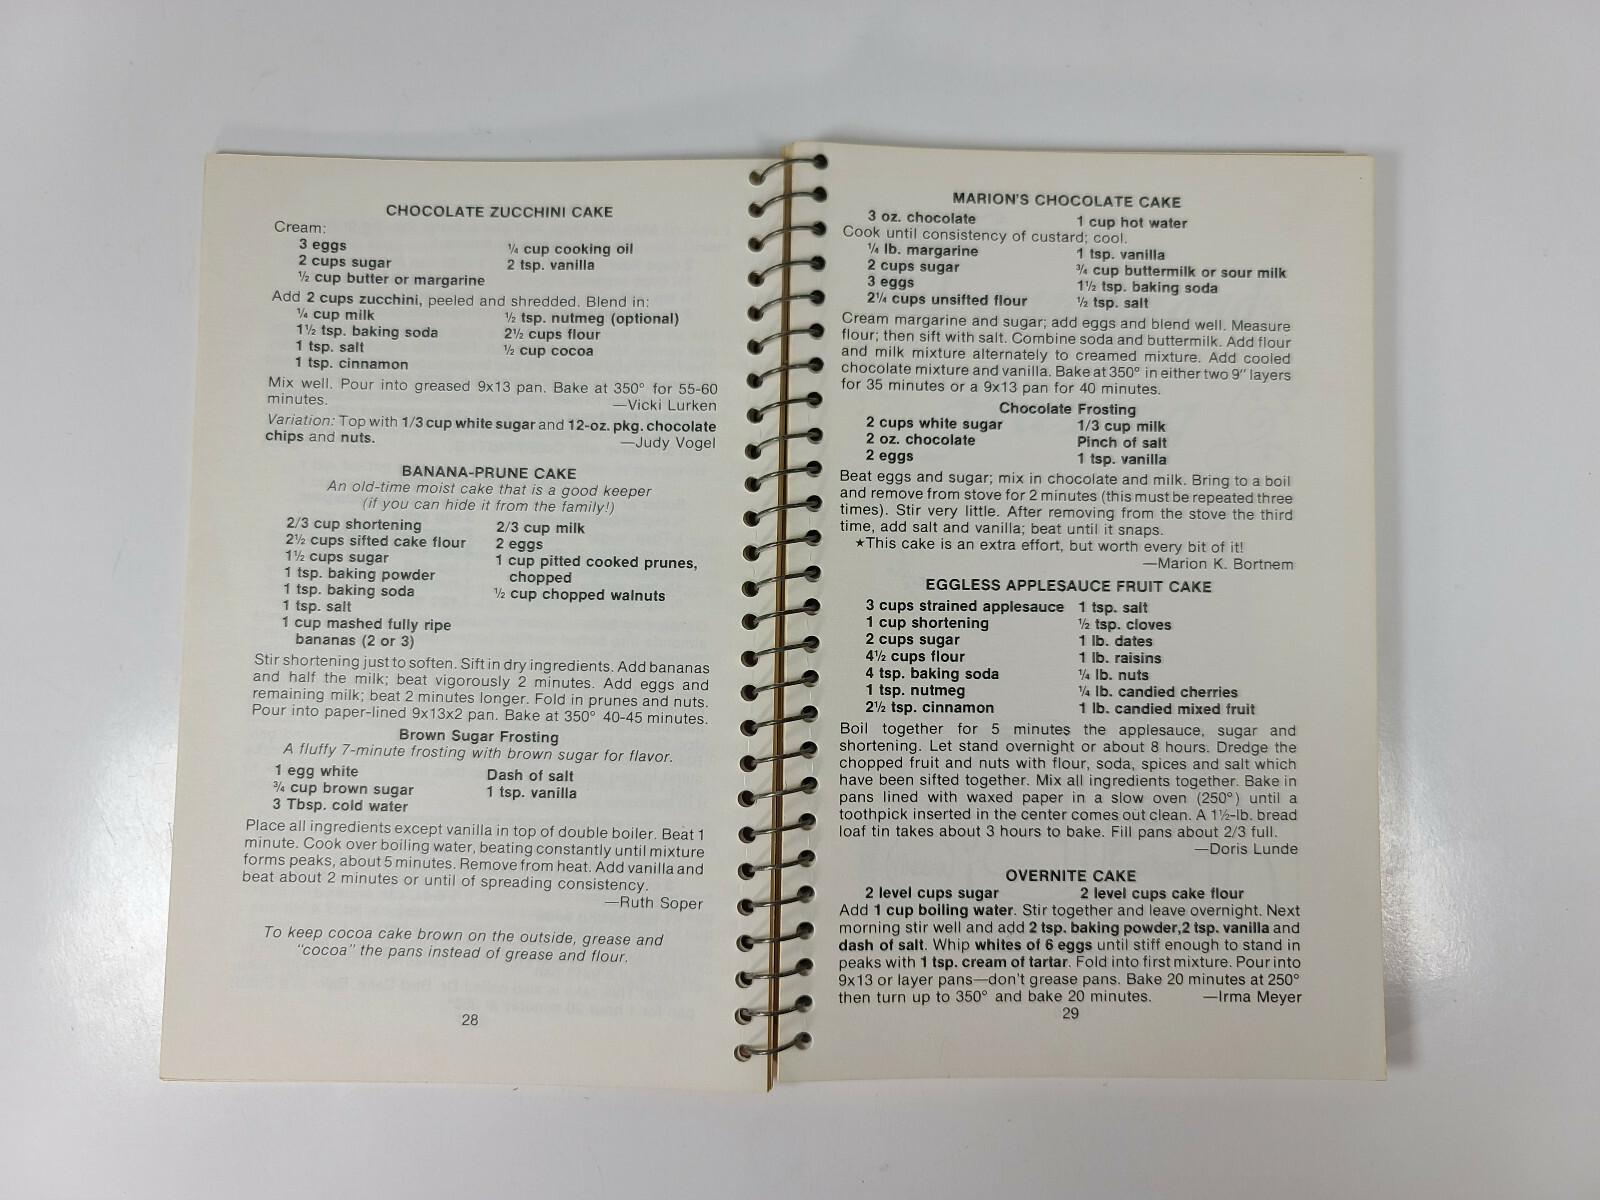 CHOCOLATE ZUCCHINI CAKE
Cream:
3 eggs
¼ cup cooking oil
2 cups sugar
2 tsp. vanilla
½ cup butter or margarine
Add 2 cups zucchini, peeled and shredded. Blend in:
¼ cup milk
½ tsp. nutmeg (optional)
1½ tsp. baking soda
2½ cups flour
1 tsp. salt
½ cup cocoa
1 tsp. cinnamon
Mix well. Pour into greased 9x13 pan. Bake at 350° for 55-60
minutes. —Vicki Lurken
Variation: Top with 1/3 cup white sugar and 12-oz. pkg. chocolate
chips and nuts. —Judy Vogel
BANANA-PRUNE CAKE
An old-time moist cake that is a good keeper
(if you can hide it from the family!)
2/3 cup shortening
2/3 cup milk
2½ cups sifted cake flour
2 eggs
1½ cups sugar
1 cup pitted cooked prunes,
1 tsp. baking powder
chopped
1 tsp. baking soda
½ cup chopped walnuts
1 tsp. salt
1 cup mashed fully ripe
bananas (2 or 3)
Stir shortening just to soften. Sift in dry ingredients. Add bananas
and half the milk; beat vigorously 2 minutes. Add eggs and
remaining milk; beat 2 minutes longer. Fold in prunes and nuts.
Pour into paper-lined 9x13x2 pan. Bake at 350° 40-45 minutes.
Brown Sugar Frosting
A fluffy 7-minute frosting with brown sugar for flavor.
1 egg white
Dash of salt
¾ cup brown sugar
1 tsp. vanilla
3 Tbsp. cold water
Place all ingredients except vanilla in top of double boiler. Beat 1
minute. Cook over boiling water, beating constantly until mixture
forms peaks, about 5 minutes. Remove from heat. Add vanilla and
beat about 2 minutes or until of spreading consistency.
—Ruth Soper
To keep cocoa cake brown on the outside, grease and
"cocoa" the pans instead of grease and flour.
28
MARION'S CHOCOLATE CAKE
3 oz. chocolate
1 cup hot water
Cook until consistency of custard; cool.
¼ lb. margarine
1 tsp. vanilla
2 cups sugar
¾ cup buttermilk or sour milk
3 eggs
1½ tsp. baking soda
2¼ cups unsifted flour
½ tsp. salt
Cream margarine and sugar; add eggs and blend well. Measure
flour; then sift with salt. Combine soda and buttermilk. Add flour
and milk mixture alternately to creamed mixture. Add cooled
chocolate mixture and vanilla. Bake at 350° in either two 9" layers
for 35 minutes or a 9x13 pan for 40 minutes.
Chocolate Frosting
2 cups white sugar
1/3 cup milk
2 oz. chocolate
Pinch of salt
2 eggs
1 tsp. vanilla
Beat eggs and sugar; mix in chocolate and milk. Bring to a boil
and remove from stove for 2 minutes (this must be repeated three
times). Stir very little. After removing from the stove the third
time, add salt and vanilla; beat until it snaps.
★This cake is an extra effort, but worth every bit of it!
—Marion K. Bortnem
EGGLESS APPLESAUCE FRUIT CAKE
3 cups strained applesauce
1 tsp. salt
1 cup shortening
½ tsp. cloves
2 cups sugar
1 lb. dates
4½ cups flour
1 lb. raisins
4 tsp. baking soda
¼ lb. nuts
1 tsp. nutmeg
¼ lb. candied cherries
2½ tsp. cinnamon
1 lb. candied mixed fruit
Boil together for 5 minutes the applesauce, sugar and
shortening. Let stand overnight or about 8 hours. Dredge the
chopped fruit and nuts with flour, soda, spices and salt which
have been sifted together. Mix all ingredients together. Bake in
pans lined with waxed paper in a slow oven (250°) until a
toothpick inserted in the center comes out clean. A 1½-lb. bread
loaf tin takes about 3 hours to bake. Fill pans about 2/3 full.
—Doris Lunde
OVERNITE CAKE
2 level cups sugar
2 level cups cake flour
Add 1 cup boiling water. Stir together and leave overnight. Next
morning stir well and add 2 tsp. baking powder,2 tsp. vanilla and
dash of salt. Whip whites of 6 eggs until stiff enough to stand in
peaks with 1 tsp. cream of tartar. Fold into first mixture. Pour into
9x13 or layer pans—don't grease pans. Bake 20 minutes at 250°
then turn up to 350° and bake 20 minutes. —Irma Meyer
29